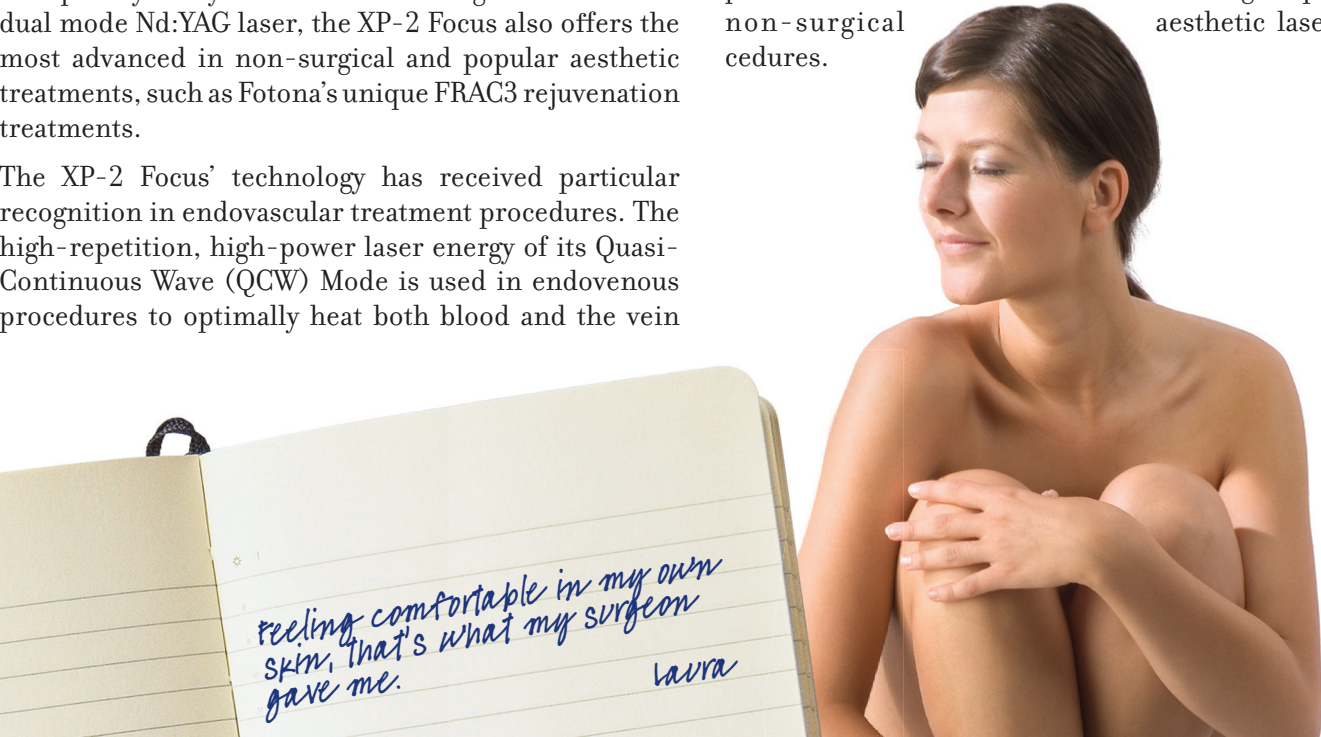 dual mode Nd:YAG laser, the XP-2 Focus also offers the
most advanced in non-surgical and popular aesthetic
treatments, such as Fotona's unique FRAC3 rejuvenation
treatments.
The XP-2 Focus' technology has received particular
recognition in endovascular treatment procedures. The
high-repetition, high-power laser energy of its Quasi-
Continuous Wave (QCW) Mode is used in endovenous
procedures to optimally heat both blood and the vein
non-surgical
aesthetic lase
cedures.
Feeling comfortable in my own
skin, that's what my surgeon
gave me.
Laura